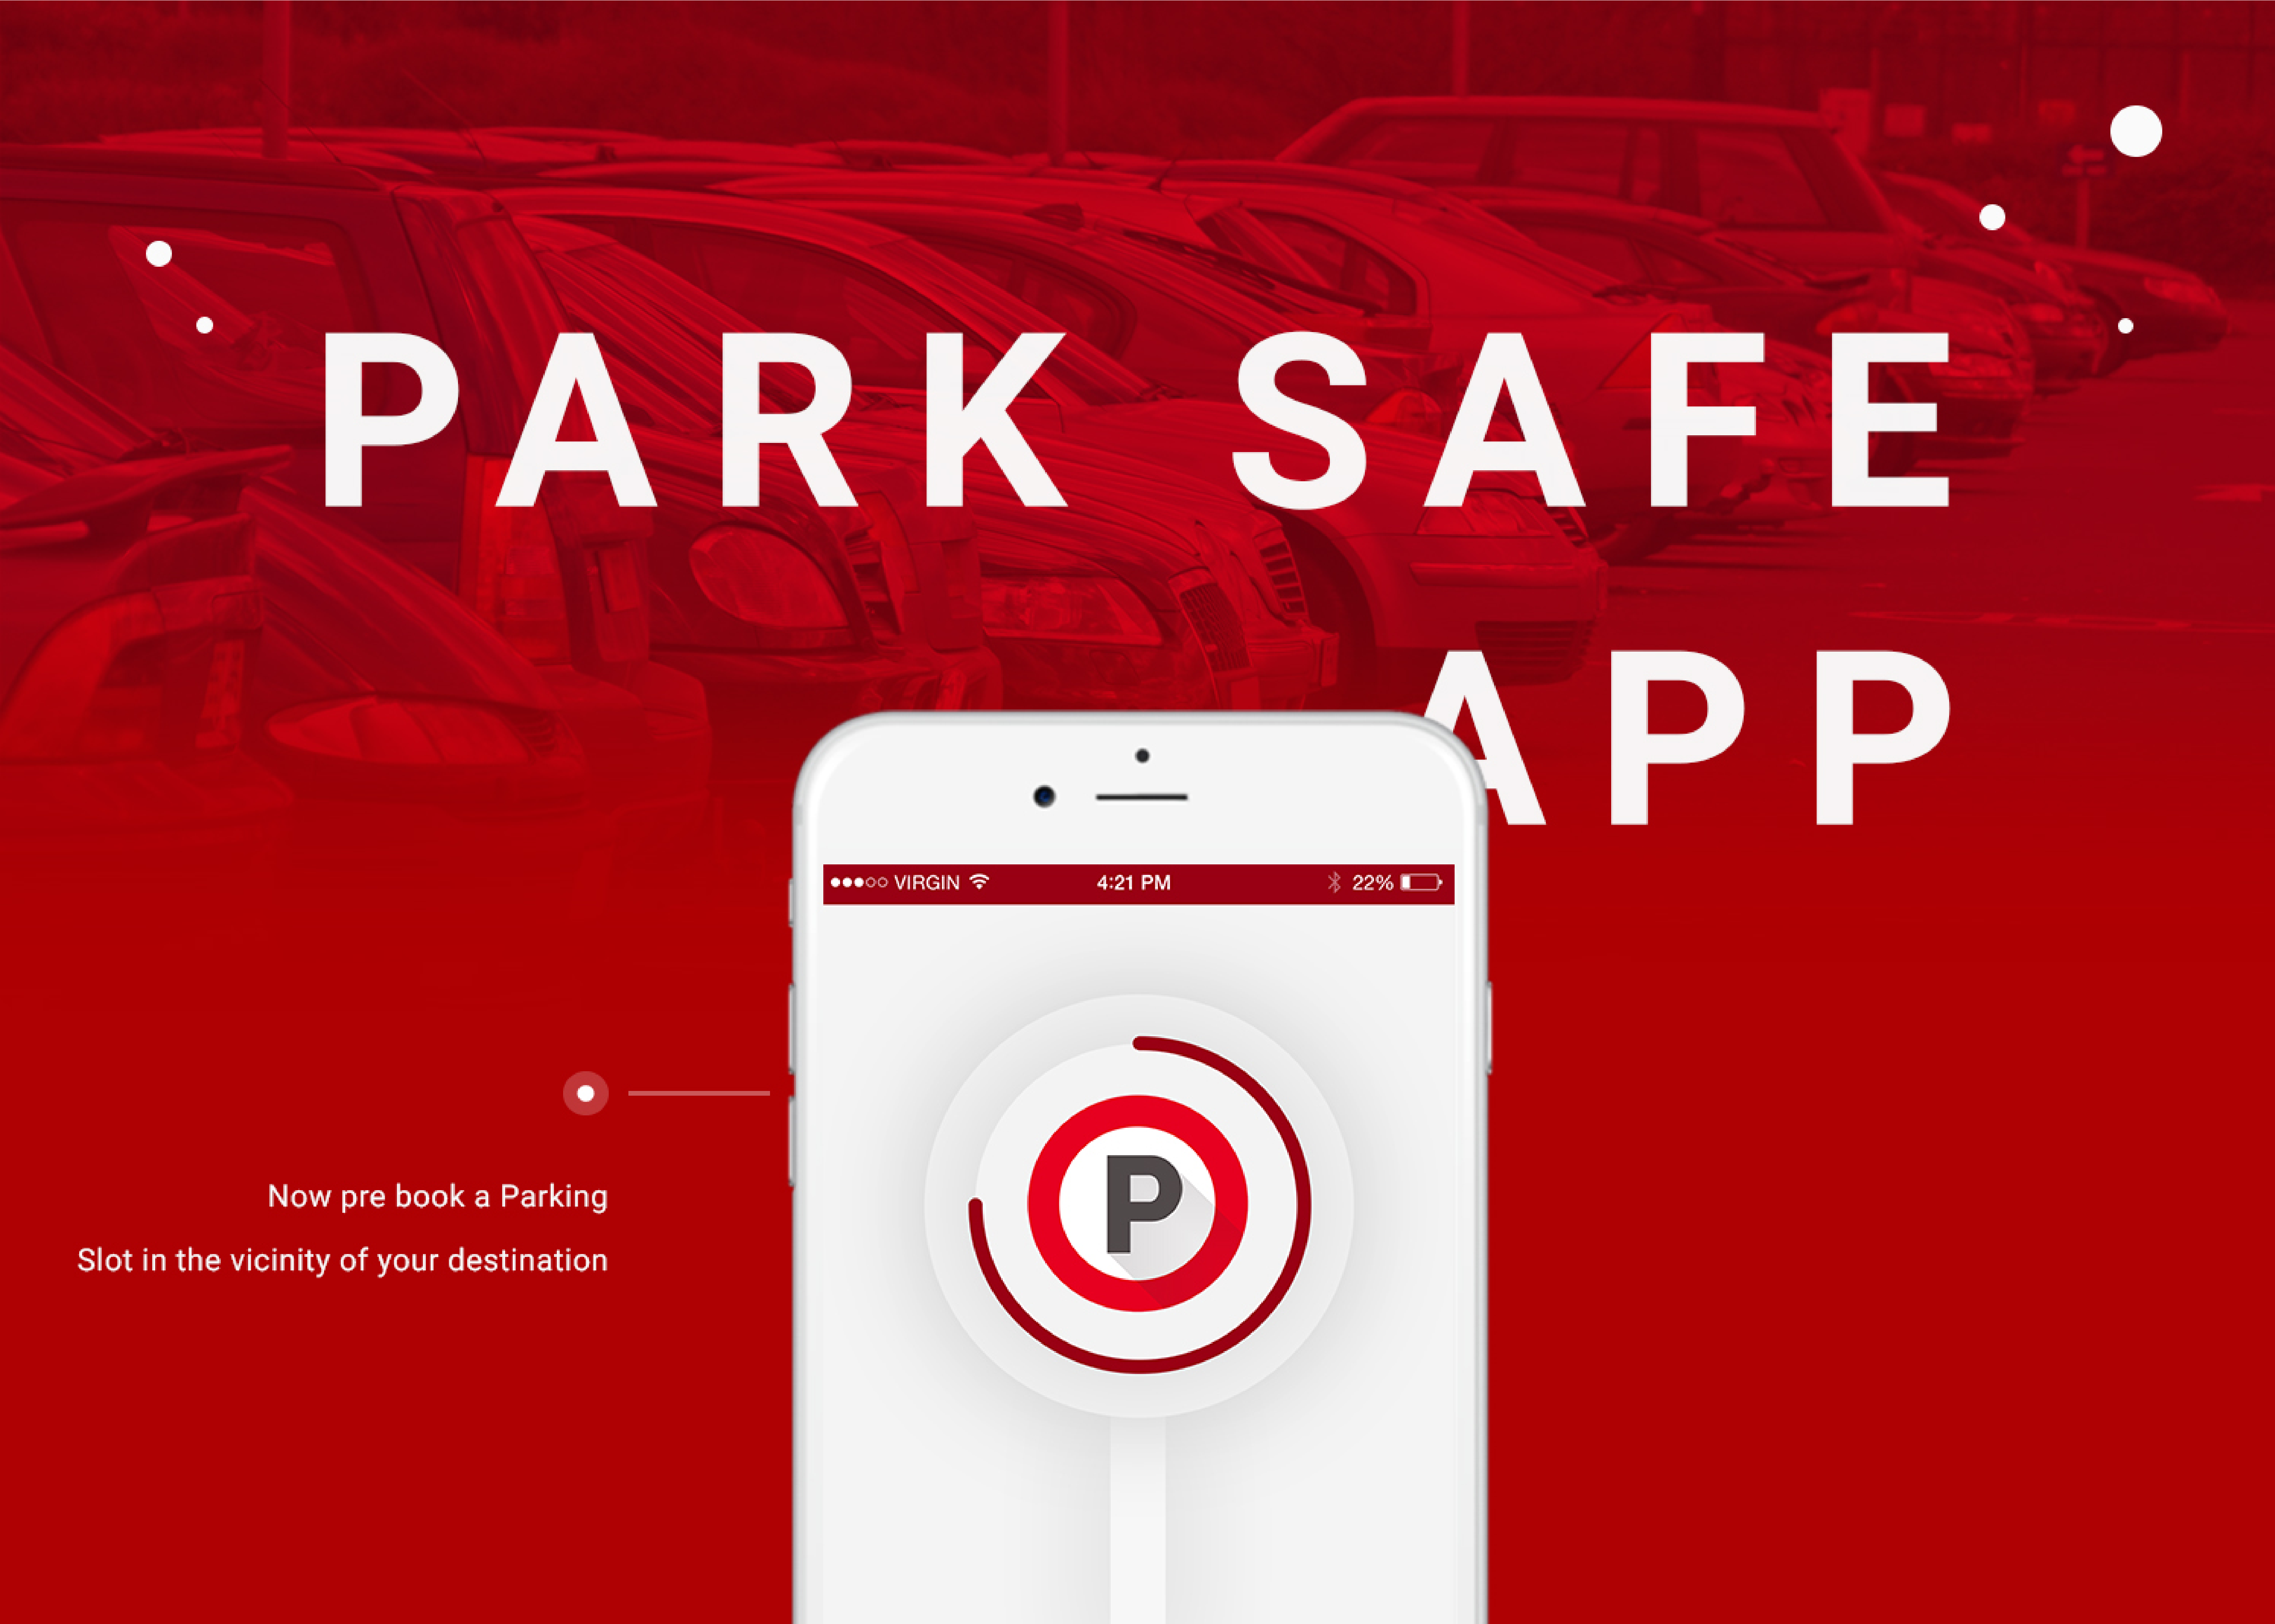 PARK SAFE
APP
VIRGIN 4:21 PM 22%
P
Now pre book a Parking
Slot in the vicinity of your destination